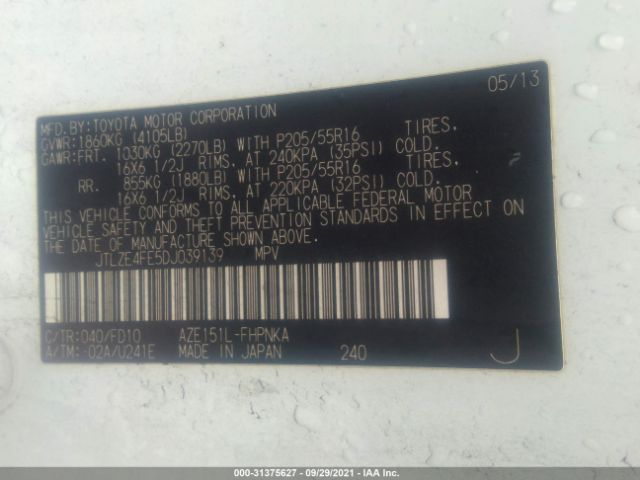 05/13
MFD.BY:TOYOTA MOTOR CORPORATION
GVWR:1860KG (4105LB)
GAWR:FRT. 1030KG (2270LB) WITH P205/55R16 TIRES.
16X6 1/2J RIMS, AT 240KPA (35PSI) COLD.
RR. 855KG (1880LB) WITH P205/55R16 TIRES.
16X6 1/2J RIMS, AT 220KPA (32PSI) COLD.
THIS VEHICLE CONFORMS TO ALL APPLICABLE FEDERAL MOTOR
VEHICLE SAFETY AND THEFT PREVENTION STANDARDS IN EFFECT ON
THE DATE OF MANUFACTURE SHOWN ABOVE.
JTLZE4FE5DJ039139 MPV
C/TR:040/FD10 AZE151L-FHPNKA
A/TM:-02A/U241E MADE IN JAPAN 240 J
000-31375627 - 09/29/2021 - IAA Inc.